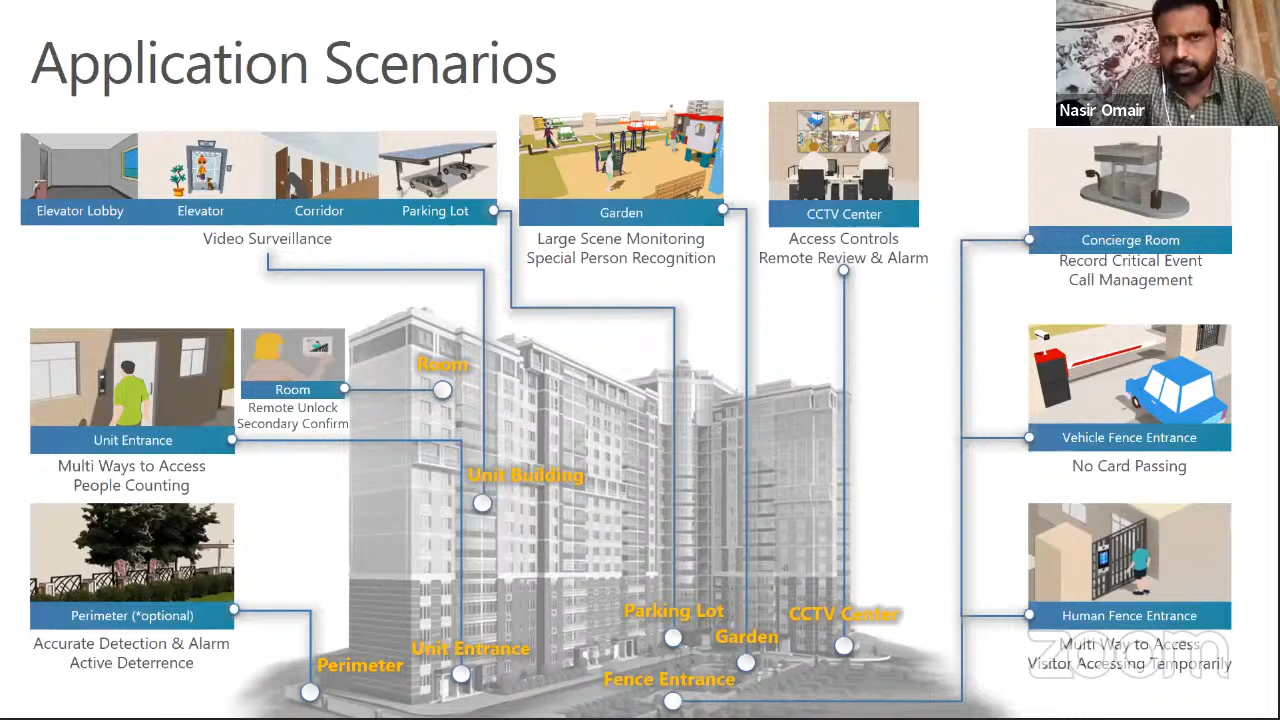 Application Scenarios
Nasir Omair
Elevator Lobby
Elevator
Corridor
Parking Lot
Video Surveillance
Garden
Large Scene Monitoring
Special Person Recognition
CCTV Center
Access Controls
Remote Review & Alarm
Concierge Room
Record Critical Event
Call Management
Unit Entrance
Multi Ways to Access
People Counting
Room
Remote Unlock
Secondary Confirm
Room
Unit Building
Vehicle Fence Entrance
No Card Passing
Perimeter (*optional)
Accurate Detection & Alarm
Active Deterrence
Perimeter
Unit Entrance
Parking Lot
Garden
CCTV Center
Fence Entrance
Human Fence Entrance
Multi Way to Access
Visitor Accessing Temporarily
zoom